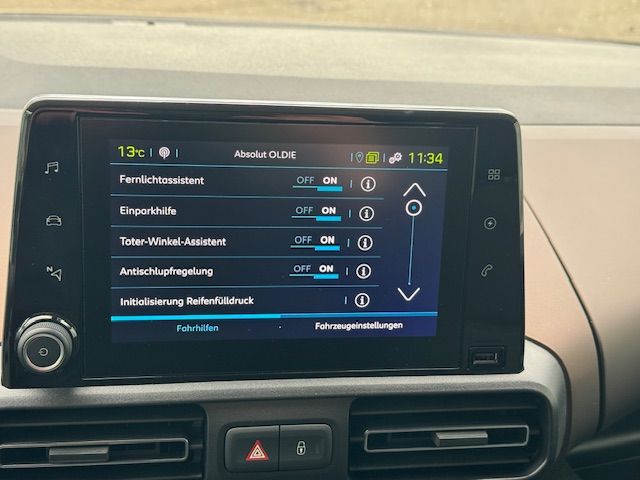 13°C Absolut OLDIE 11:34
Fernlichtassistent OFF ON i
Einparkhilfe OFF ON i
Toter-Winkel-Assistent OFF ON i
Antischlupfregelung OFF ON i
Initialisierung Reifenfülldruck i
Fahrhilfen Fahrzeugeinstellungen
N